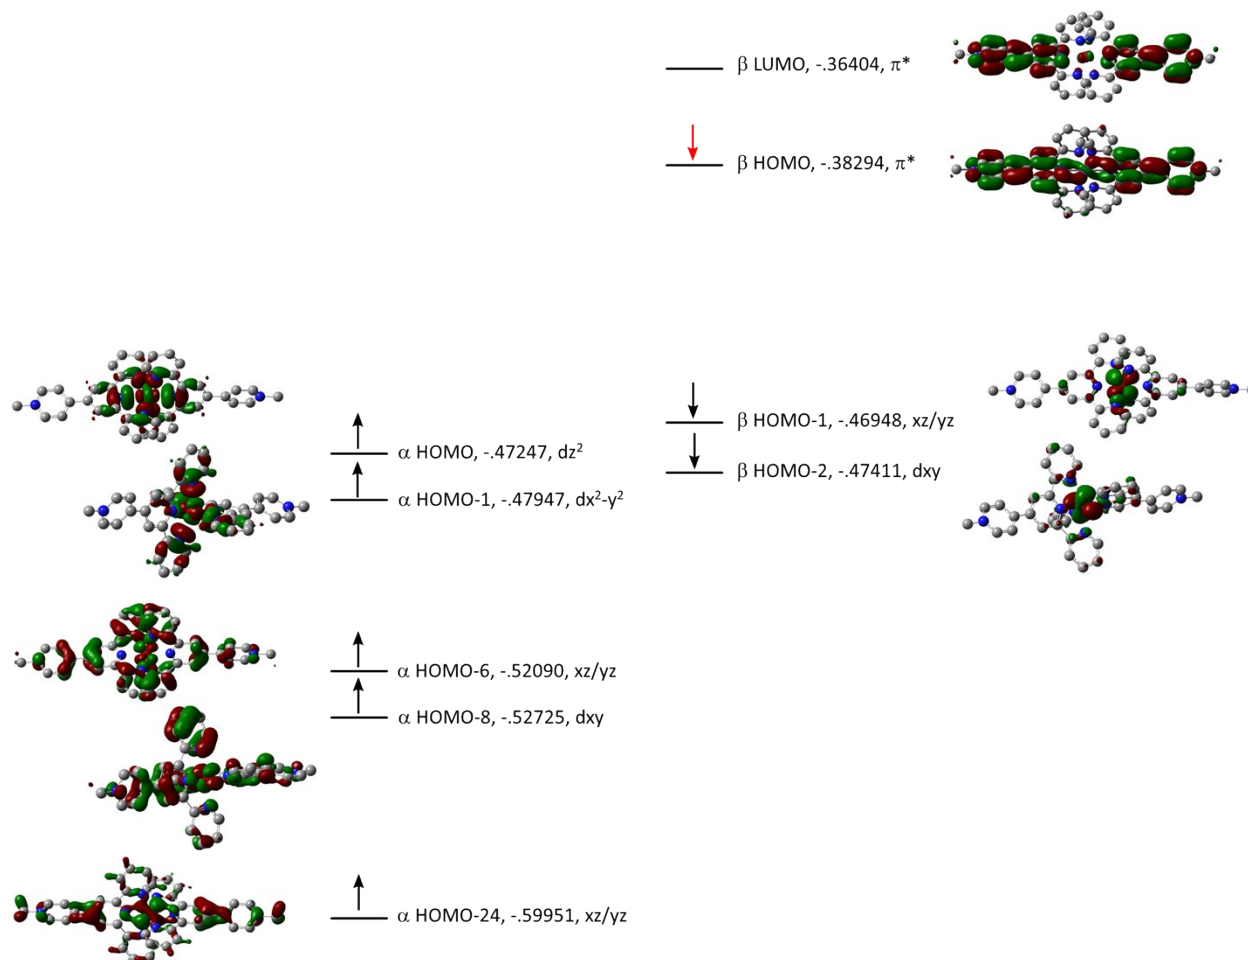 β LUMO, -.36404, π*
β HOMO, -.38294, π*
β HOMO-1, -.46948, xz/yz
α HOMO, -.47247, dz²
β HOMO-2, -.47411, dxy
α HOMO-1, -.47947, dx²-y²
α HOMO-6, -.52090, xz/yz
α HOMO-8, -.52725, dxy
α HOMO-24, -.59951, xz/yz